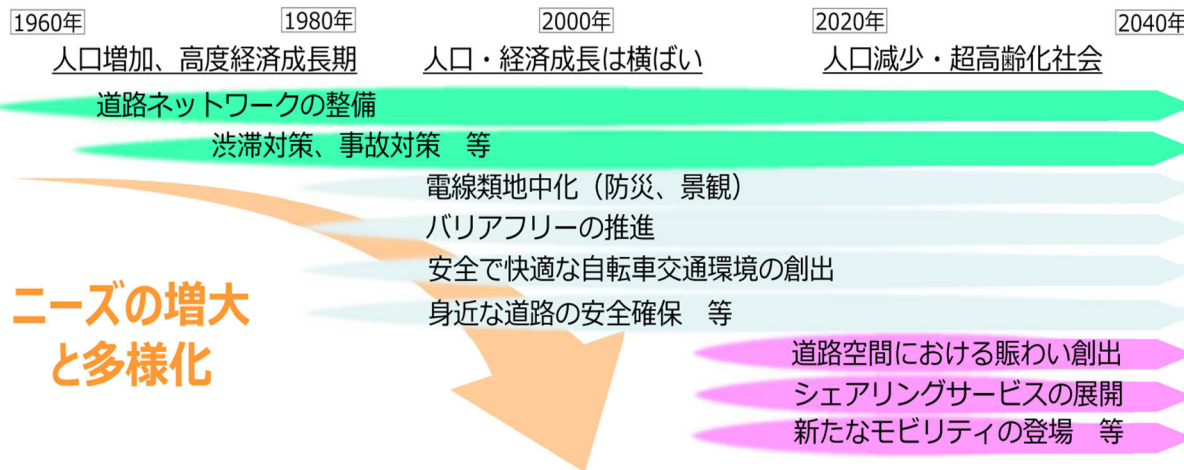 1960年 1980年 2000年 2020年 2040年
人口増加、高度経済成長期 人口・経済成長は横ばい 人口減少・超高齢化社会
道路ネットワークの整備
渋滞対策、事故対策　等
電線類地中化（防災、景観）
バリアフリーの推進
安全で快適な自転車交通環境の創出
身近な道路の安全確保　等
ニーズの増大
と多様化
道路空間における賑わい創出
シェアリングサービスの展開
新たなモビリティの登場　等